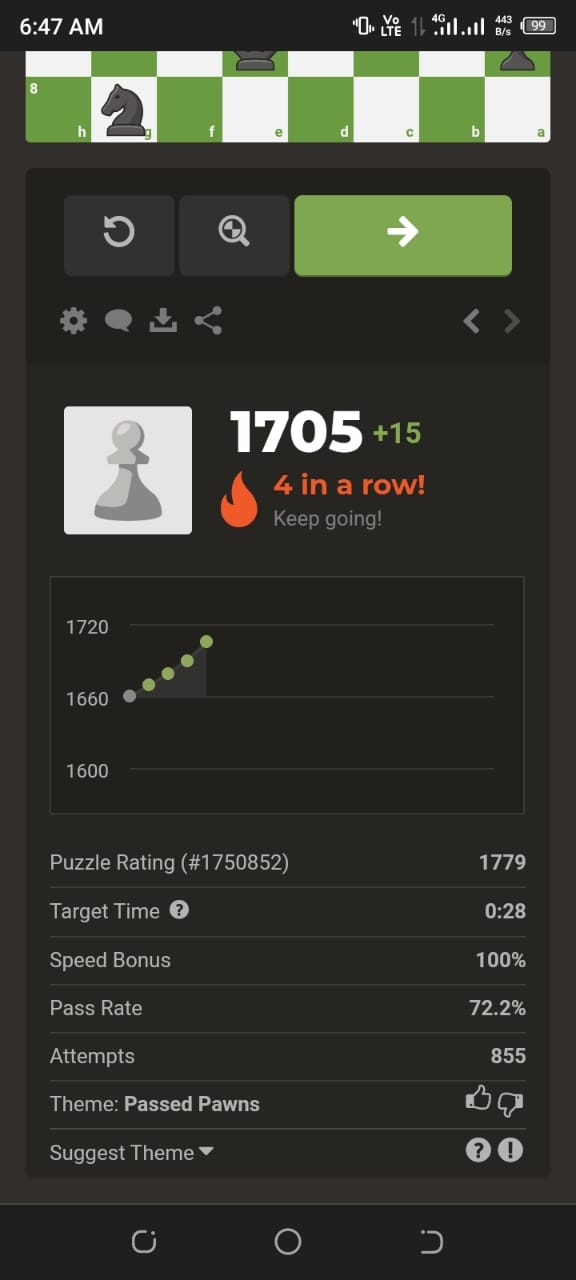 6:47 AM
Vo LTE 4G 443 B/s 99
8
h g f e d c b a
1705 +15
4 in a row!
Keep going!
1720
1660
1600
Puzzle Rating (#1750852) 1779
Target Time ? 0:28
Speed Bonus 100%
Pass Rate 72.2%
Attempts 855
Theme: Passed Pawns
Suggest Theme ? !